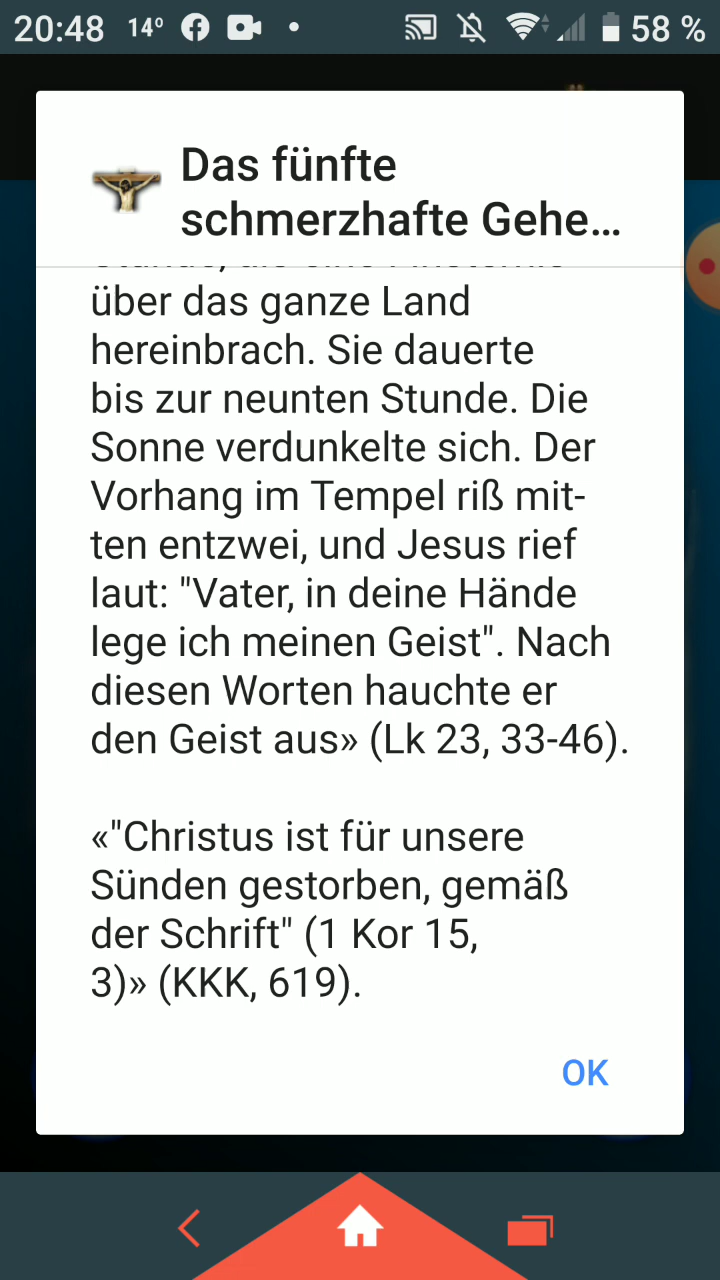 20:48 14° 58 %
Das fünfte
schmerzhafte Gehe…
über das ganze Land
hereinbrach. Sie dauerte
bis zur neunten Stunde. Die
Sonne verdunkelte sich. Der
Vorhang im Tempel riß mit-
ten entzwei, und Jesus rief
laut: "Vater, in deine Hände
lege ich meinen Geist". Nach
diesen Worten hauchte er
den Geist aus» (Lk 23, 33-46).
«"Christus ist für unsere
Sünden gestorben, gemäß
der Schrift" (1 Kor 15,
3)» (KKK, 619).
OK